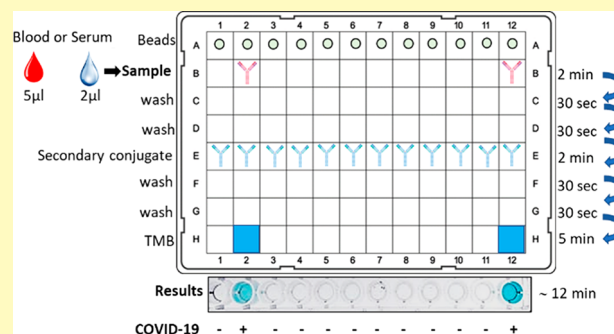 1 2 3 4 5 6 7 8 9 10 11 12
Blood or Serum
5µl 2µl
Beads A A
Sample B B 2 min
wash C C 30 sec
wash D D 30 sec
Secondary conjugate E E 2 min
wash F F 30 sec
wash G G 30 sec
TMB H H 5 min
1 2 3 4 5 6 7 8 9 10 11 12
Results ~ 12 min
COVID-19 - + - - - - - - - - - +